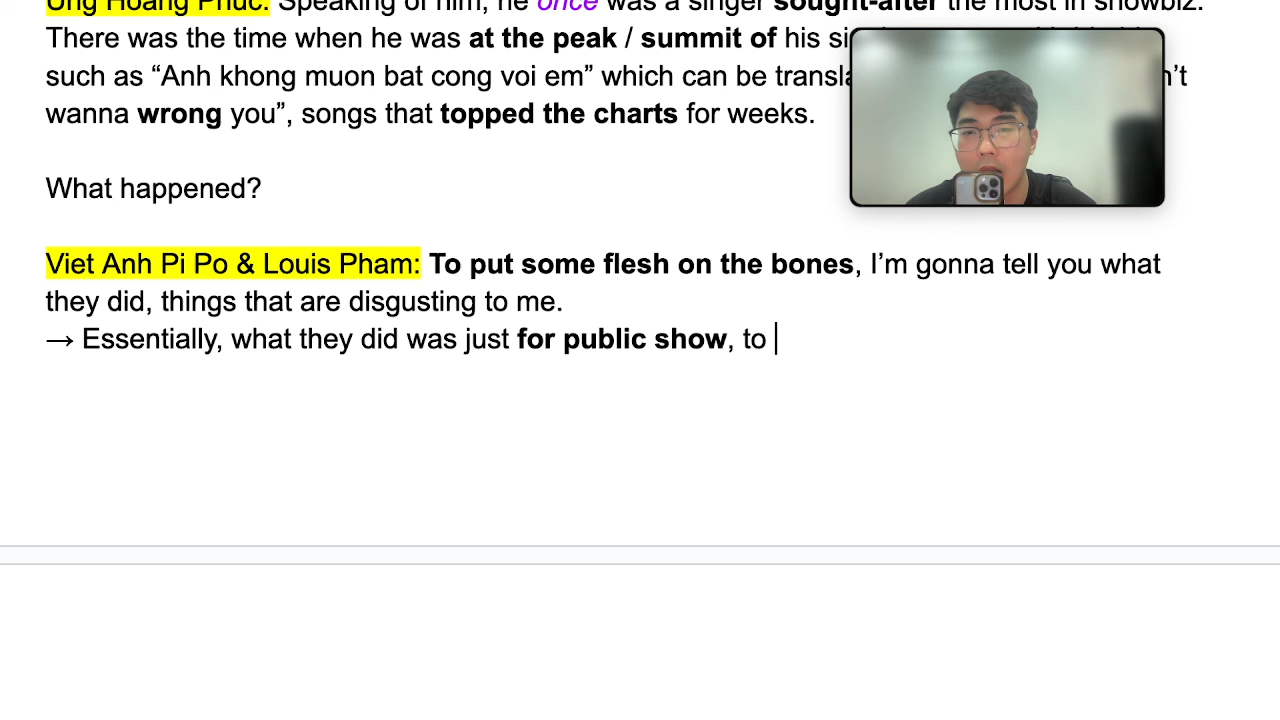 Ung Hoang Phuc: Speaking of him, he once was a singer sought-after the most in showbiz.
There was the time when he was at the peak / summit of his
such as “Anh khong muon bat cong voi em” which can be n’t
wanna wrong you”, songs that topped the charts for weeks.
What happened?
Viet Anh Pi Po & Louis Pham: To put some flesh on the bones, I’m gonna tell you what
they did, things that are disgusting to me.
→ Essentially, what they did was just for public show, to